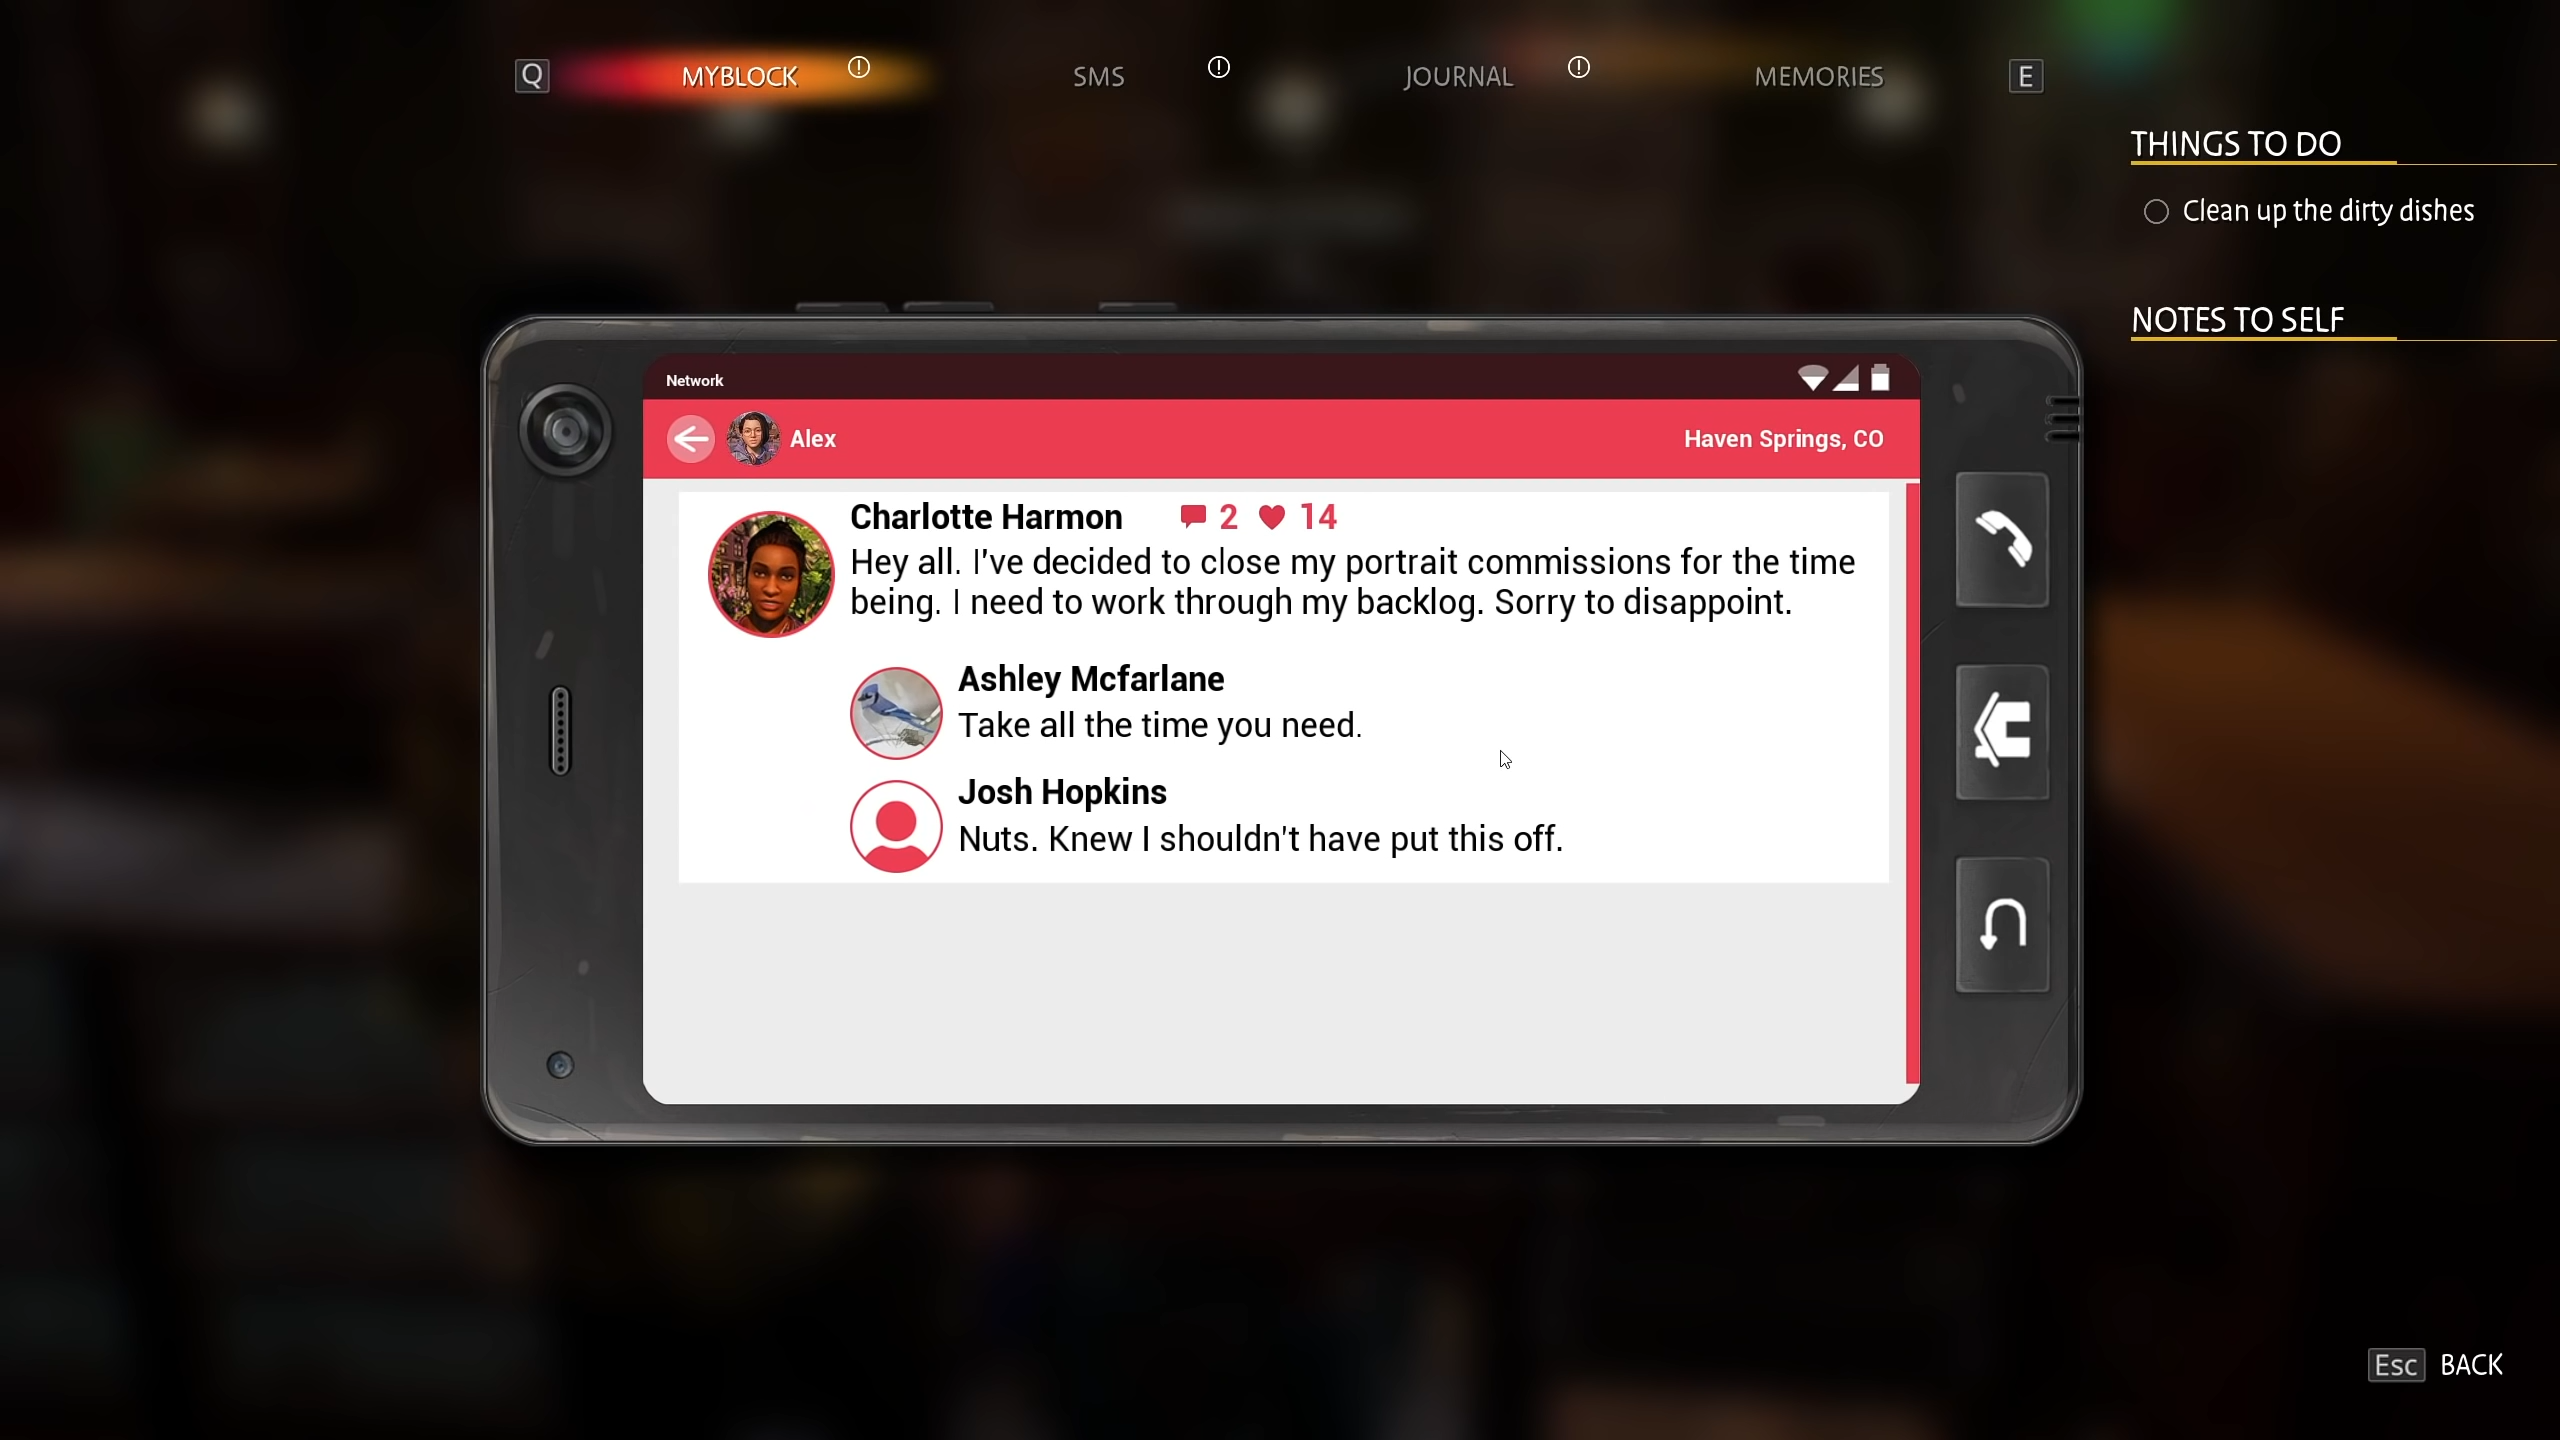 Q
MYBLOCK
SMS
JOURNAL
MEMORIES
E
THINGS TO DO
Clean up the dirty dishes
NOTES TO SELF
Network
Alex
Haven Springs, CO
Charlotte Harmon 2 14
Hey all. I've decided to close my portrait commissions for the time
being. I need to work through my backlog. Sorry to disappoint.
Ashley Mcfarlane
Take all the time you need.
Josh Hopkins
Nuts. Knew I shouldn't have put this off.
Esc BACK